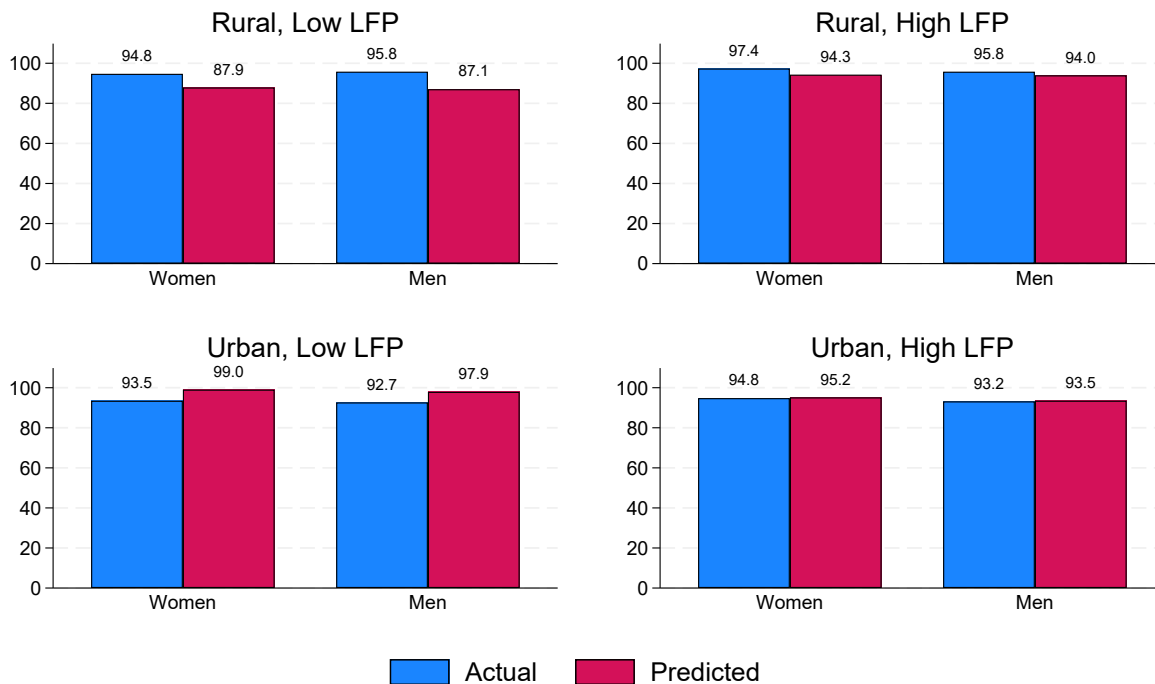 Rural, Low LFP
94.8 87.9 95.8 87.1
100
80
60
40
20
0
Women Men
Rural, High LFP
97.4 94.3 95.8 94.0
100
80
60
40
20
0
Women Men
Urban, Low LFP
93.5 99.0 92.7 97.9
100
80
60
40
20
0
Women Men
Urban, High LFP
94.8 95.2 93.2 93.5
100
80
60
40
20
0
Women Men
Actual Predicted